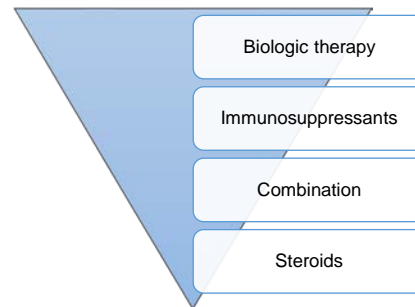 Biologic therapy
Immunosuppressants
Combination
Steroids